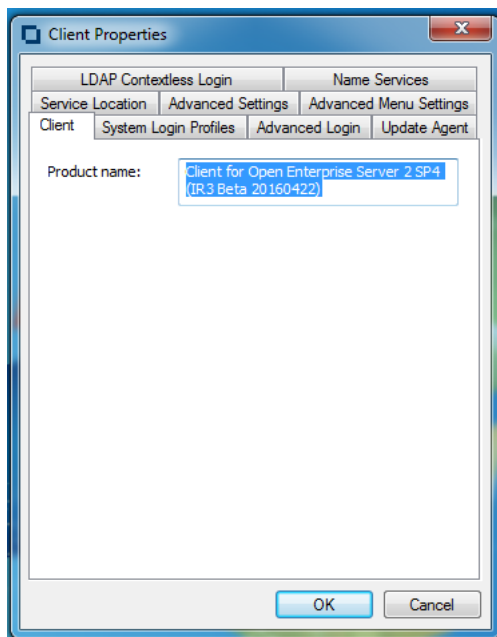 Client Properties
LDAP Contextless Login Name Services
Service Location Advanced Settings Advanced Menu Settings
Client System Login Profiles Advanced Login Update Agent
Product name: Client for Open Enterprise Server 2 SP4
(IR3 Beta 20160422)
OK Cancel